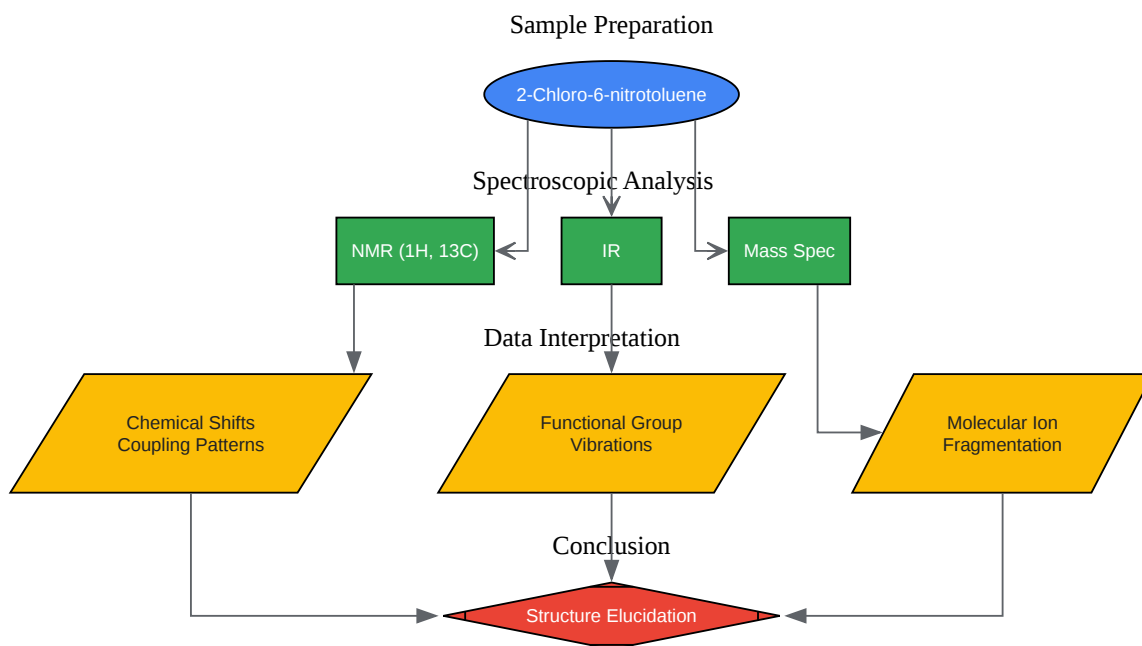 Sample Preparation
2-Chloro-6-nitrotoluene
Spectroscopic Analysis
NMR (1H, 13C)
IR
Mass Spec
Data Interpretation
Chemical Shifts
Coupling Patterns
Functional Group
Vibrations
Molecular Ion
Fragmentation
Conclusion
Structure Elucidation